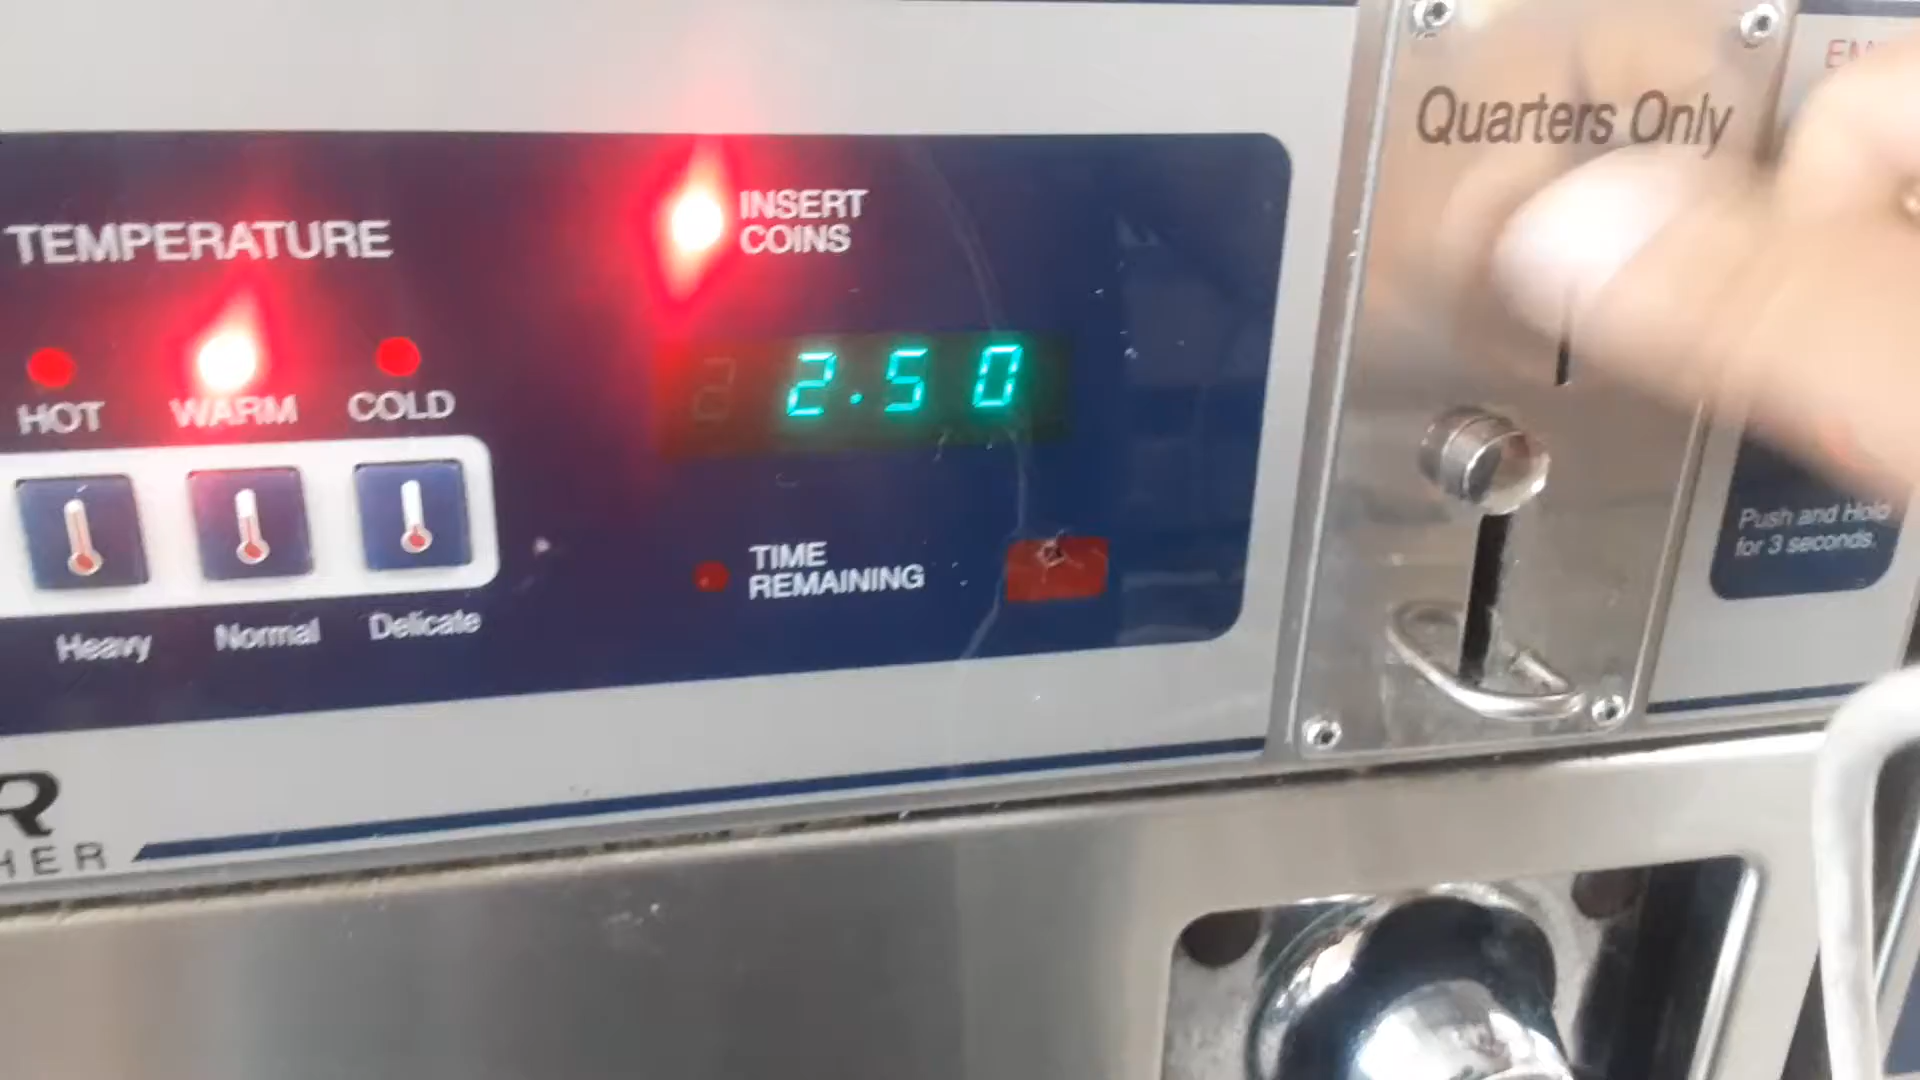 Quarters Only
INSERT
COINS
TEMPERATURE
2.50
HOT
WARM
COLD
Push and Hold
for 3 seconds.
TIME
REMAINING
Heavy
Normal
Delicate